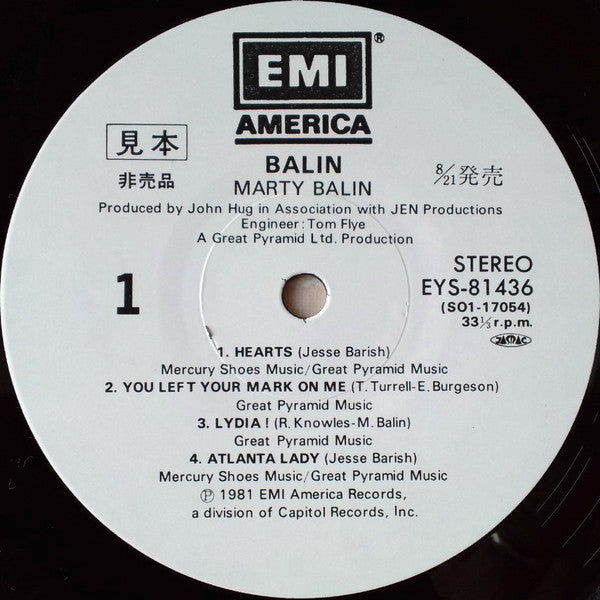 EMI
®
AMERICA
見本
非売品
BALIN
MARTY BALIN
8/21発売
Produced by John Hug in Association with JEN Productions
Engineer: Tom Flye
A Great Pyramid Ltd. Production
1
STEREO
EYS-81436
(SO1-17054)
33⅓ r.p.m.
JASRAC
1. HEARTS (Jesse Barish)
Mercury Shoes Music/Great Pyramid Music
2. YOU LEFT YOUR MARK ON ME (T. Turrell-E. Burgeson)
Great Pyramid Music
3. LYDIA! (R. Knowles-M. Balin)
Great Pyramid Music
4. ATLANTA LADY (Jesse Barish)
Mercury Shoes Music/Great Pyramid Music
℗ 1981 EMI America Records,
a division of Capitol Records, Inc.